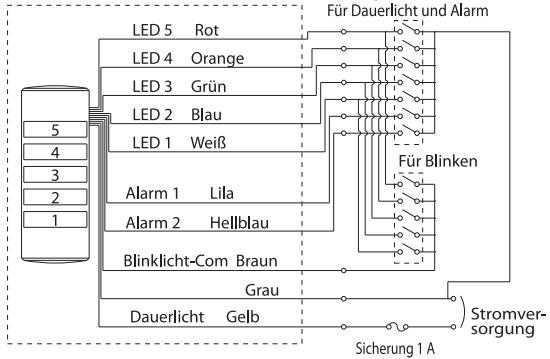 Für Dauerlicht und Alarm
LED 5 Rot
LED 4 Orange
LED 3 Grün
LED 2 Blau
LED 1 Weiß
5
4
3
2
1
Für Blinken
Alarm 1 Lila
Alarm 2 Hellblau
Blinklicht-Com Braun
Grau
Dauerlicht Gelb
Stromver-
sorgung
Sicherung 1 A